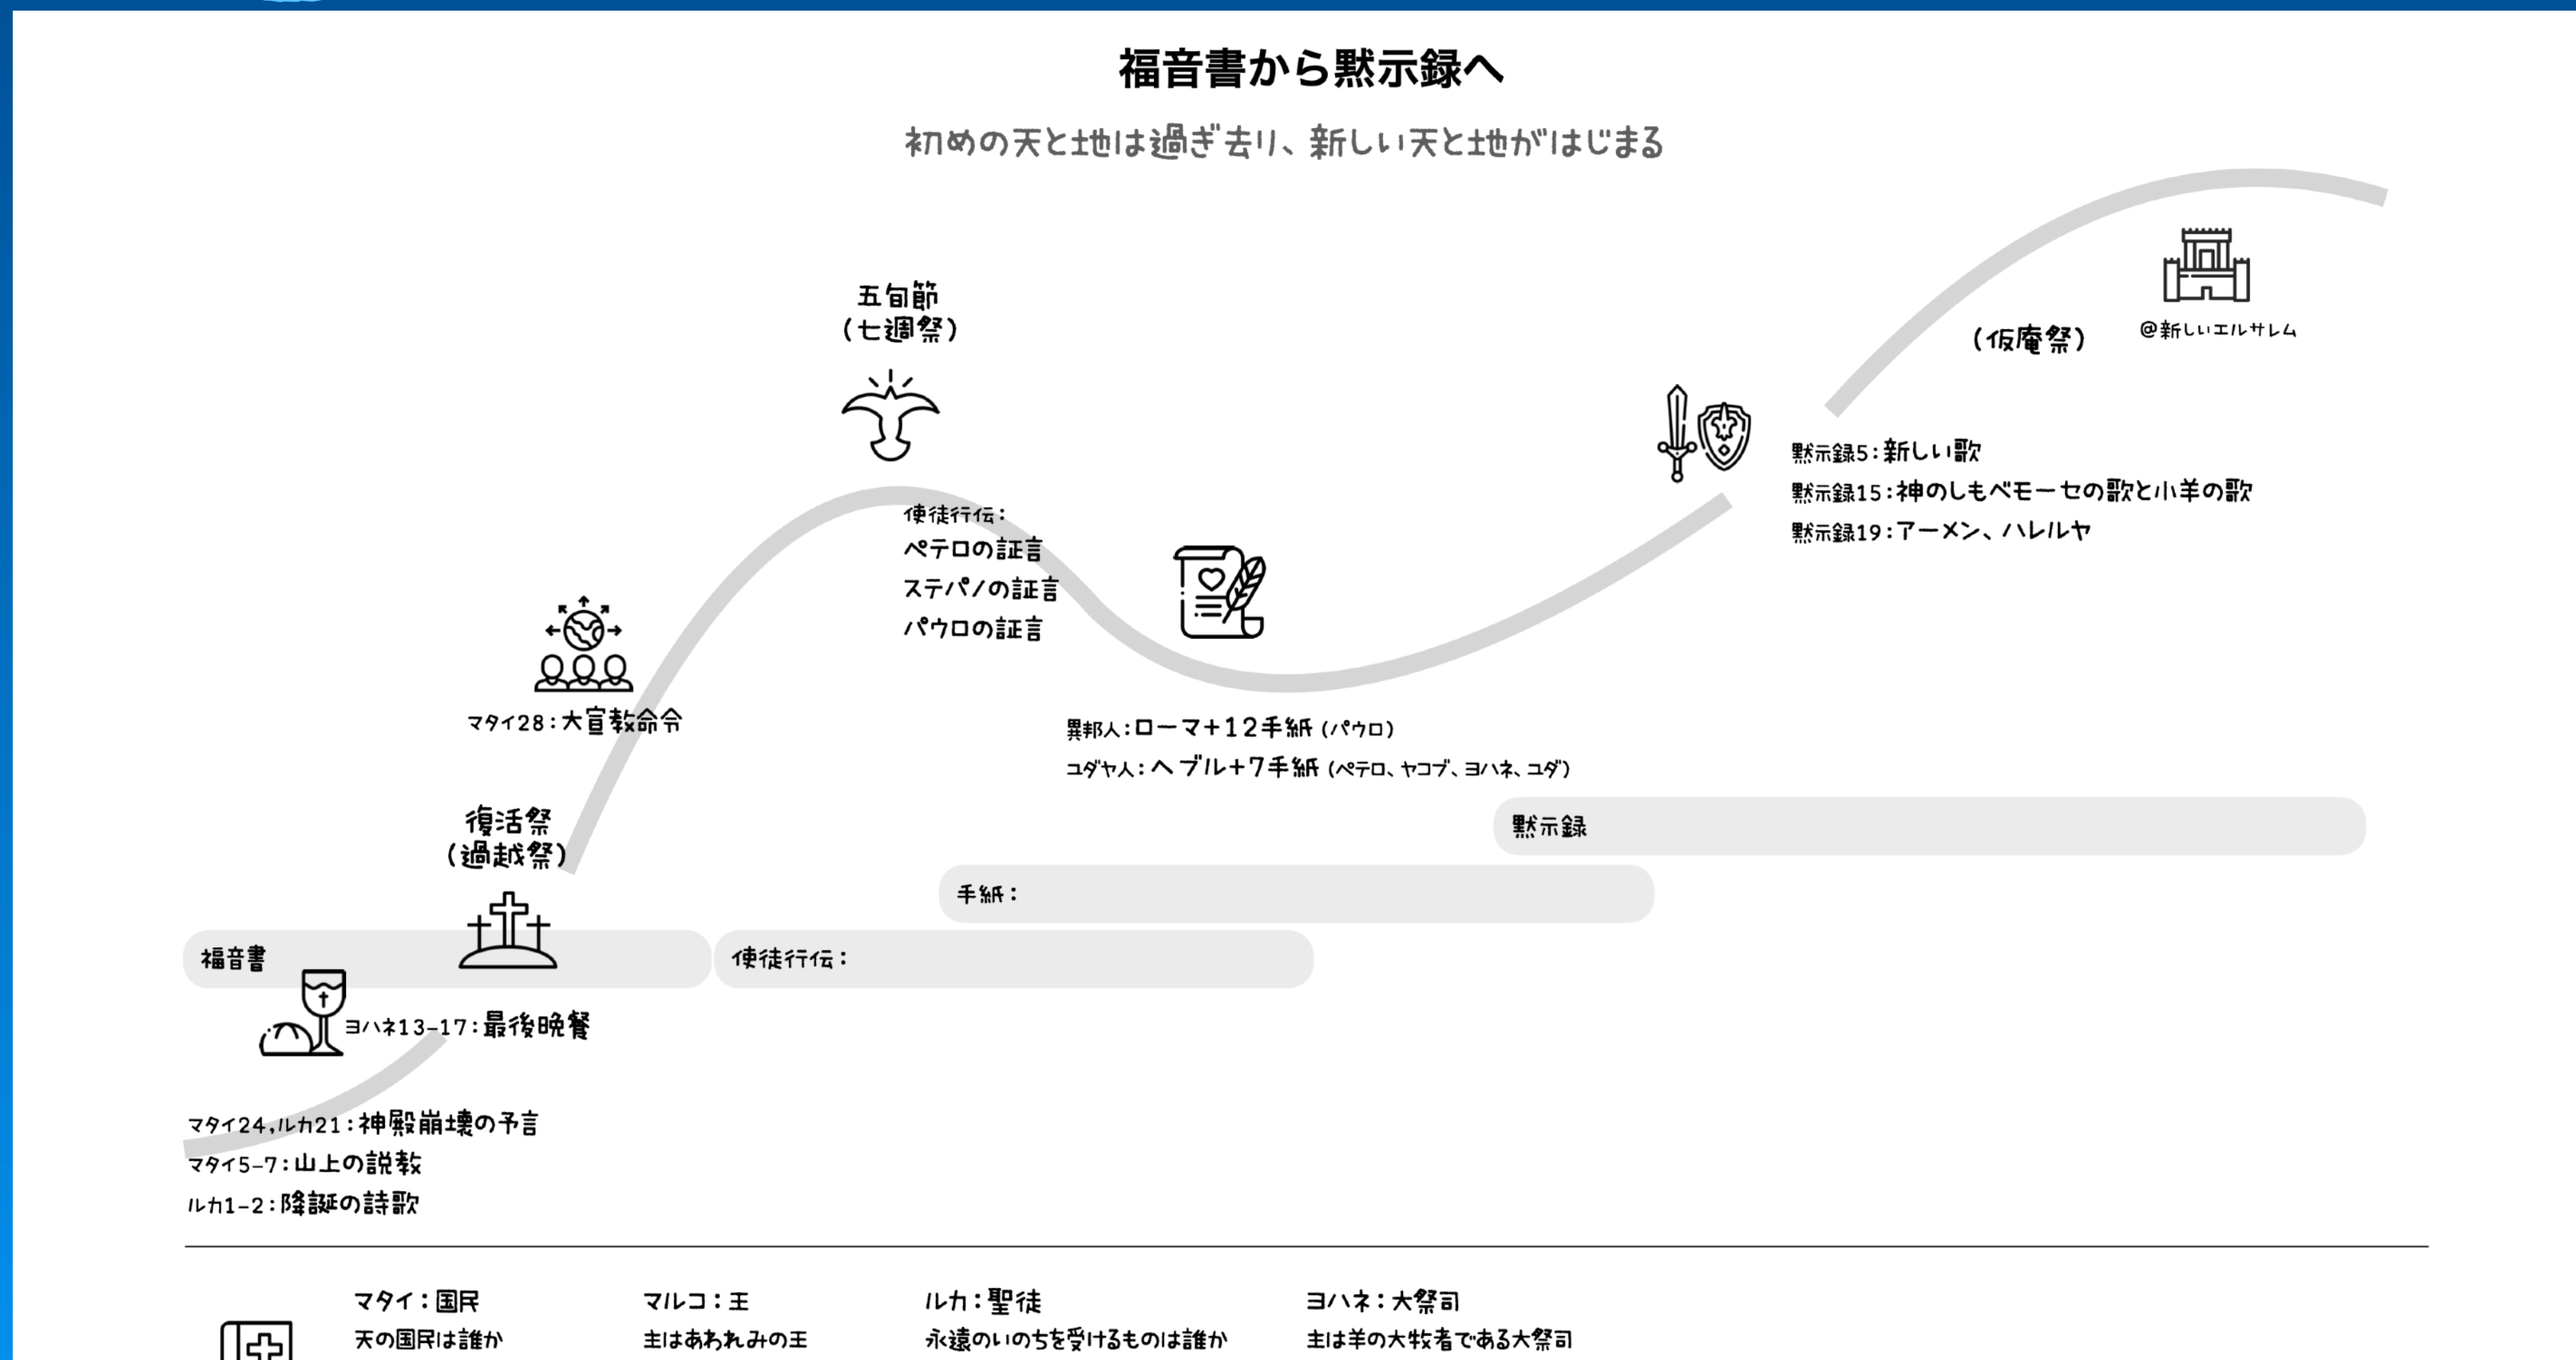 福音書から黙示録へ
初めの天と地は過ぎ去り、新しい天と地がはじまる
五旬節
(七週祭)
(仮庵祭)
@新しいエルサレム
黙示録5:新しい歌
黙示録15:神のしもべモーセの歌と小羊の歌
黙示録19:アーメン、ハレルヤ
使徒行伝:
ペテロの証言
ステパノの証言
パウロの証言
マタイ28:大宣教命令
異邦人:ローマ+12手紙(パウロ)
ユダヤ人:ヘブル+7手紙(ペテロ、ヤコブ、ヨハネ、ユダ)
復活祭
(過越祭)
黙示録
手紙:
福音書
使徒行伝:
ヨハネ13-17:最後晩餐
マタイ24,ルカ21:神殿崩壊の予言
マタイ5-7:山上の説教
ルカ1-2:降誕の詩歌
マタイ:国民
天の国民は誰か
マルコ:王
主はあわれみの王
ルカ:聖徒
永遠のいのちを受けるものは誰か
ヨハネ:大祭司
主は羊の大牧者である大祭司